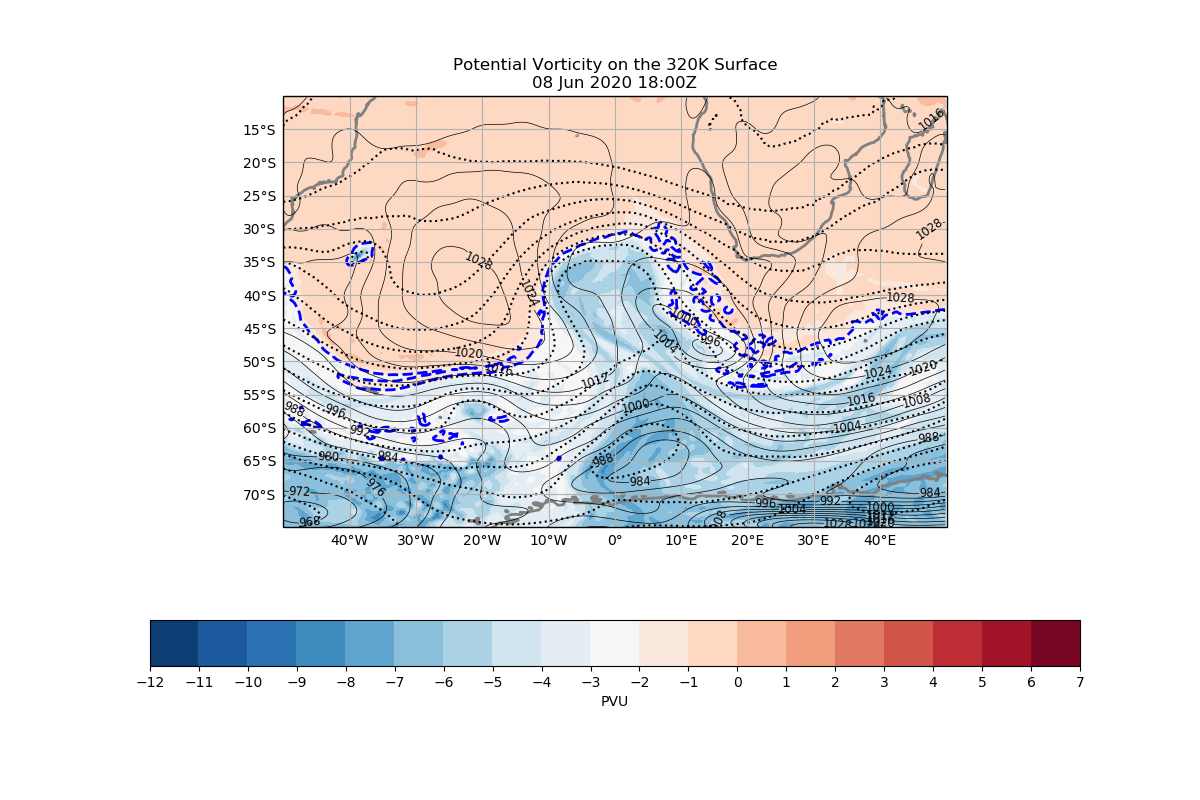 Potential Vorticity on the 320K Surface
08 Jun 2020 18:00Z
15°S
20°S
25°S
30°S
35°S
40°S
45°S
50°S
55°S
60°S
65°S
70°S
1016
1028
1028
1028
1024
1000
996
1004
1020
1016
1012
1024
1020
1016
1008
1000
1004
988
996
988
980
984
988
984
976
972
968
984
996
1004
992
1000
1028
40°W
30°W
20°W
10°W
0°
10°E
20°E
30°E
40°E
−12 −11 −10 −9 −8 −7 −6 −5 −4 −3 −2 −1 0 1 2 3 4 5 6 7
PVU